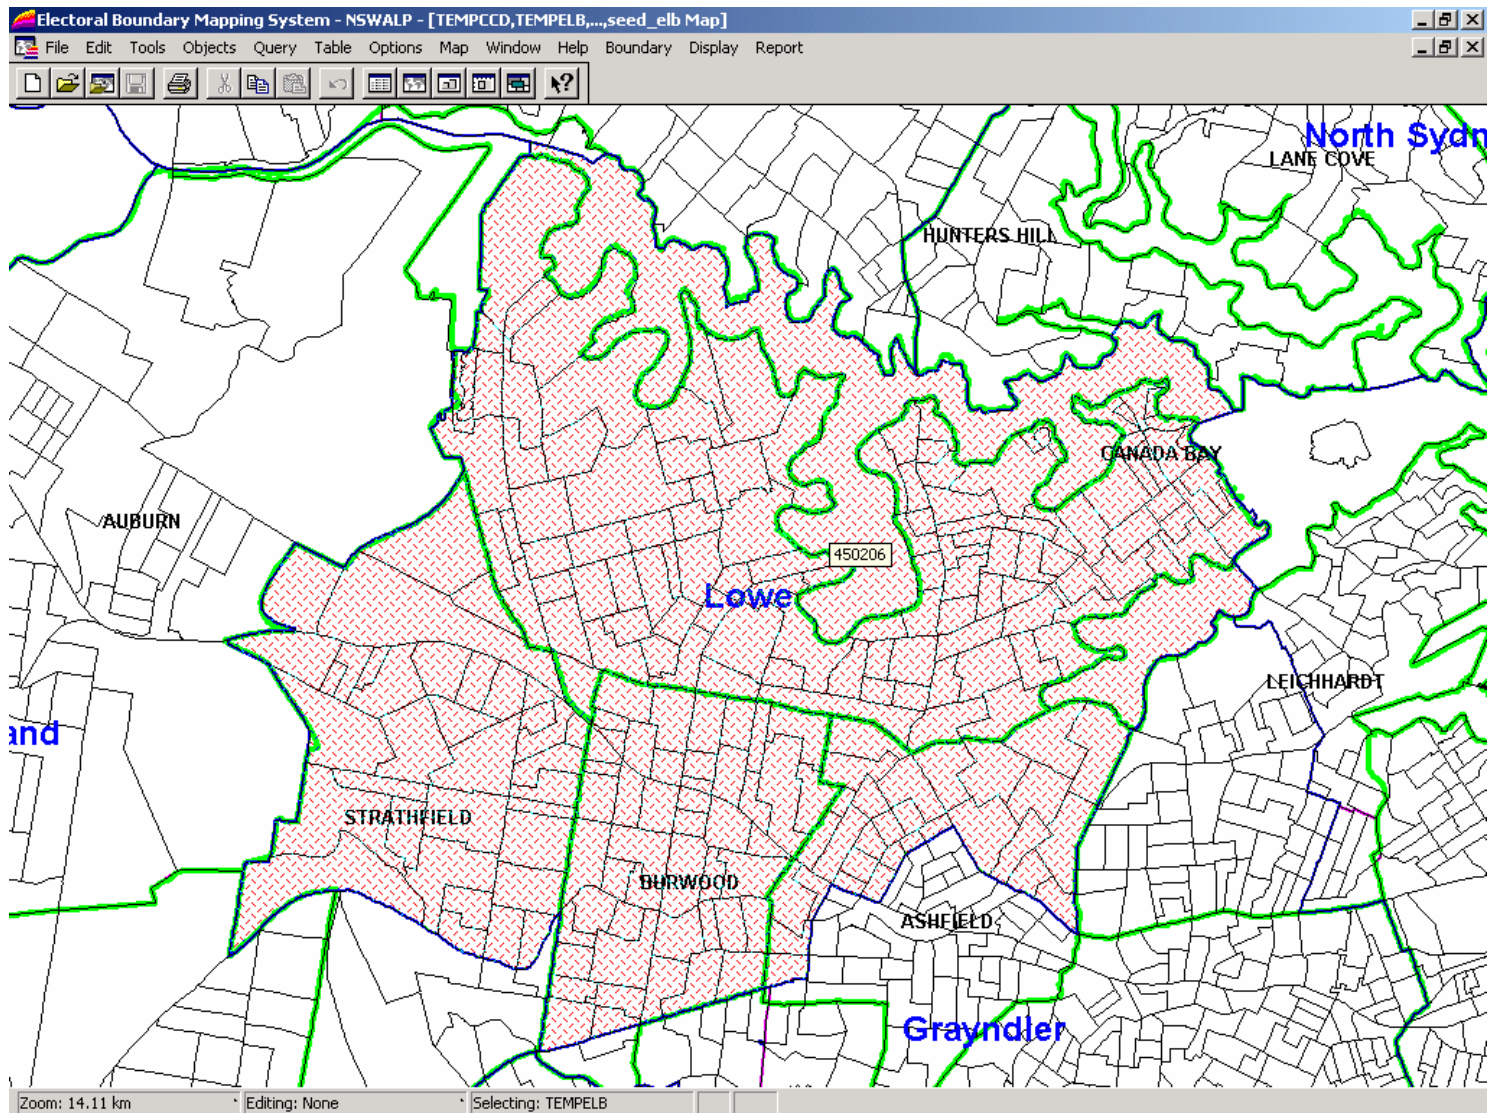 Electoral Boundary Mapping System - NSWALP - [TEMPCCD,TEMPELB,...,seed_elb Map]
File Edit Tools Objects Query Table Options Map Window Help Boundary Display Report
North Sydn
LANE COVE
HUNTERS HILL
CANADA BAY
AUBURN
450206
Lowe
LEICHHARDT
and
STRATHFIELD
BURWOOD
ASHFIELD
Grayndler
Zoom: 14.11 km Editing: None Selecting: TEMPELB